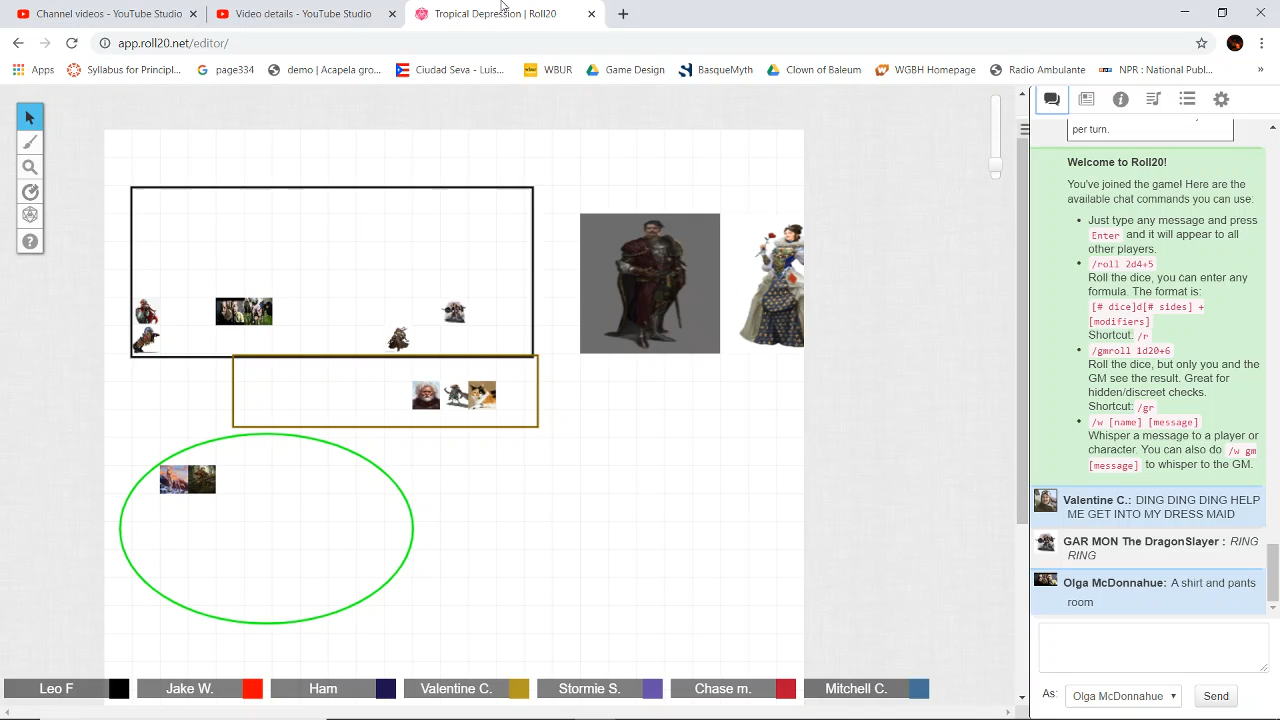 Channel videos - YouTube Studio
Video details - YouTube Studio
Tropical Depression | Roll20
app.roll20.net/editor/
Apps
Syllabus for Principl...
page334
demo | Acapela gro...
Ciudad Seva - Luis...
WBUR
Game Design
BasqueMyth
Clown of Bedlam
WGBH Homepage
Radio Ambulante
NPR : National Publ...
»
per turn.
Welcome to Roll20!
You've joined the game! Here are the
available chat commands you can use:
• Just type any message and press
Enter and it will appear to all
other players.
• /roll 2d4+5
Roll the dice, you can enter any
formula. The format is:
[# dice]d[# sides] +
[modifiers]
Shortcut: /r
• /gmroll 1d20+6
Roll the dice, but only you and the
GM see the result. Great for
hidden/discreet checks.
Shortcut: /gr
• /w [name] [message]
Whisper a message to a player or
character. You can also do /w gm
[message] to whisper to the GM.
Valentine C.: DING DING DING HELP
ME GET INTO MY DRESS MAID
GAR MON The DragonSlayer : RING
RING
Olga McDonnahue: A shirt and pants
room
As: Olga McDonnahue Send
Leo F
Jake W.
Ham
Valentine C.
Stormie S.
Chase m.
Mitchell C.